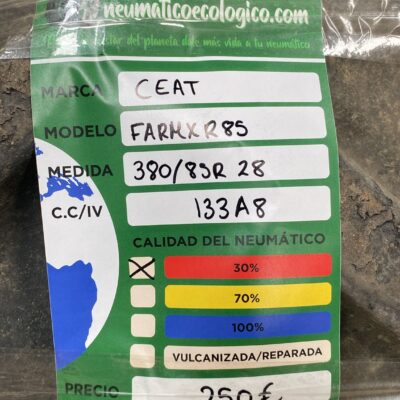 neumaticoecologico.com
del planeta dale más vida a tu neumático
MARCA CEAT
MODELO FARMXR85
MEDIDA 380/85R 28
C.C/IV 133A8
CALIDAD DEL NEUMÁTICO
30%
70%
100%
VULCANIZADA/REPARADA
PRECIO 250€